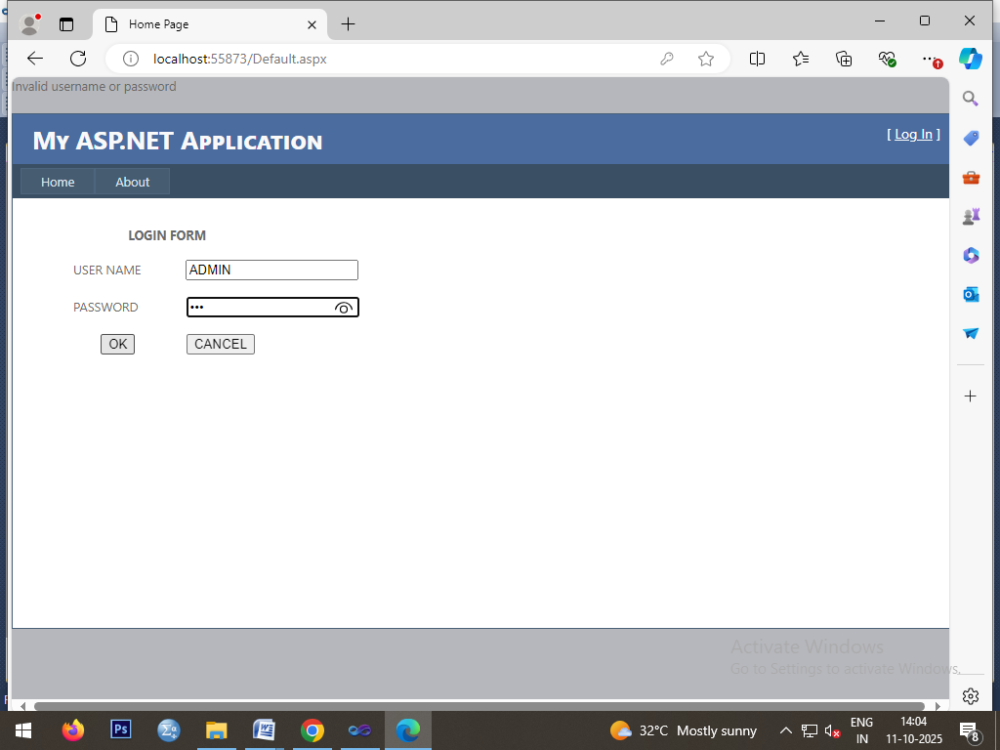 Home Page
localhost:55873/Default.aspx
Invalid username or password
My ASP.NET Application
[ Log In ]
Home About
LOGIN FORM
USER NAME ADMIN
PASSWORD •••
OK CANCEL
Activate Windows
Go to Settings to activate Windows.
Ps Σα 32°C Mostly sunny ENG IN 14:04 11-10-2025 8